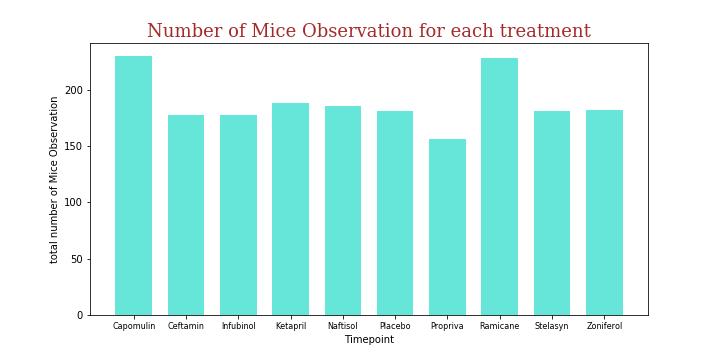 Number of Mice Observation for each treatment
total number of Mice Observation
200
150
100
50
0
Capomulin Ceftamin Infubinol Ketapril Naftisol Placebo Propriva Ramicane Stelasyn Zoniferol
Timepoint